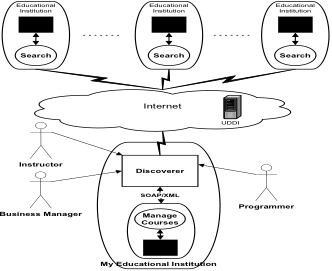 Educational
Institution
Educational
Institution
Educational
Institution
Search
Search
Search
Internet
UDDI
Instructor
Discoverer
SOAP/XML
Business Manager
Programmer
Manage
Courses
My Educational Institution